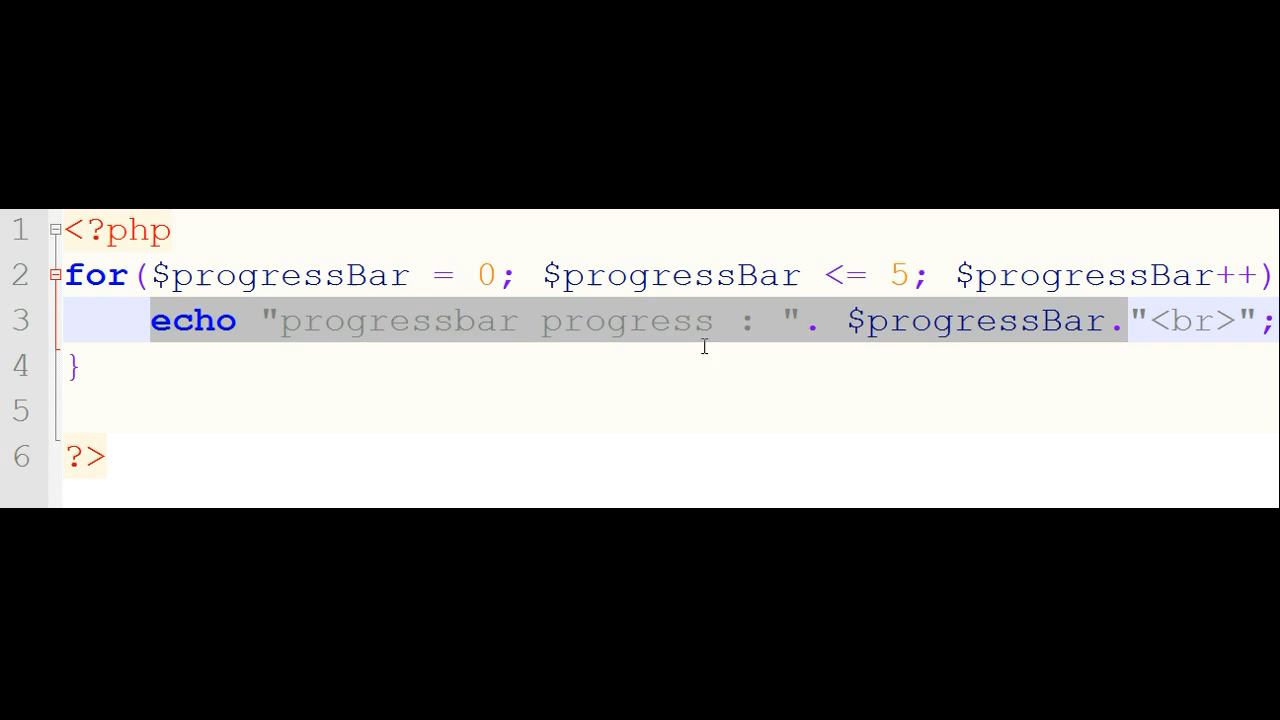 1 <?php
2 for($progressBar = 0; $progressBar <= 5; $progressBar++)
3 echo "progressbar progress : ". $progressBar."<br>";
4 }
5
6 ?>